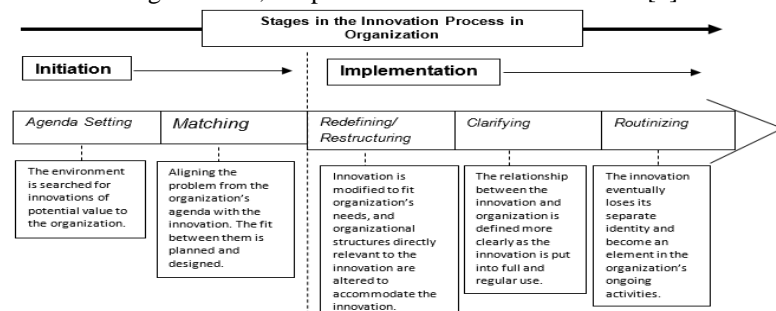 Stages in the Innovation Process in
Organization
Initiation
Implementation
Agenda Setting
Matching
Redefining/
Restructuring
Clarifying
Routinizing
The environment
is searched for
innovations of
potential value to
the organization.
Aligning the
problem from the
organization's
agenda with the
innovation. The fit
between them is
planned and
designed.
Innovation is
modified to fit
organization's
needs, and
organizational
structures directly
relevant to the
innovation are
altered to
accommodate the
innovation.
The relationship
between the
innovation and
organization is
defined more
clearly as the
innovation is put
into full and
regular use.
The innovation
eventually
loses its
separate
identity and
become an
element in the
organization's
ongoing
activities.